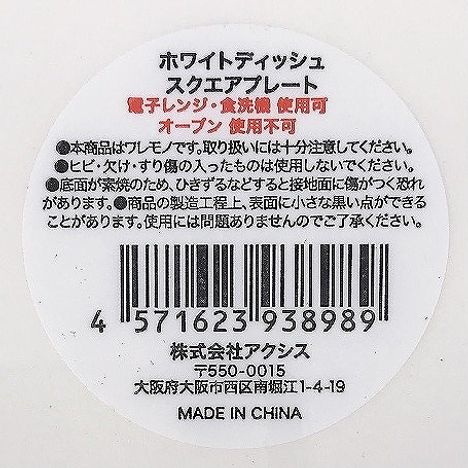 ホワイトディッシュ
スクエアプレート
電子レンジ・食洗機 使用可
オーブン 使用不可
●本商品はワレモノです。取り扱いには十分注意してください。
●ヒビ・欠け・すり傷の入ったものは使用しないでください。
●底面が素焼のため、ひきずるなどすると接地面に傷がつく恐れ
があります。●商品の製造工程上、表面に小さな黒い点ができる
ことがあります。使用には問題ありませんのでご了承ください。
4 571623 938989
株式会社アクシス
〒550-0015
大阪府大阪市西区南堀江1-4-19
MADE IN CHINA